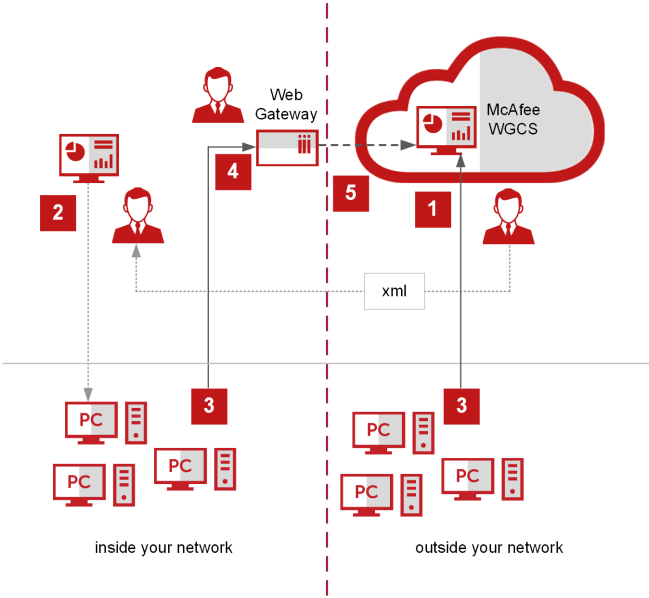 Web
Gateway
McAfee
WGCS
4
5
1
2
xml
3
3
PC
PC
PC
PC
PC
PC
inside your network
outside your network